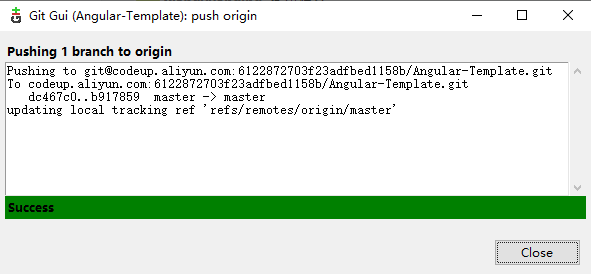 Git Gui (Angular-Template): push origin
Pushing 1 branch to origin
Pushing to git@codeup.aliyun.com:6122872703f23adfbed1158b/Angular-Template.git
To codeup.aliyun.com:6122872703f23adfbed1158b/Angular-Template.git
   dc467c0..b917859  master -> master
updating local tracking ref 'refs/remotes/origin/master'
Success
Close